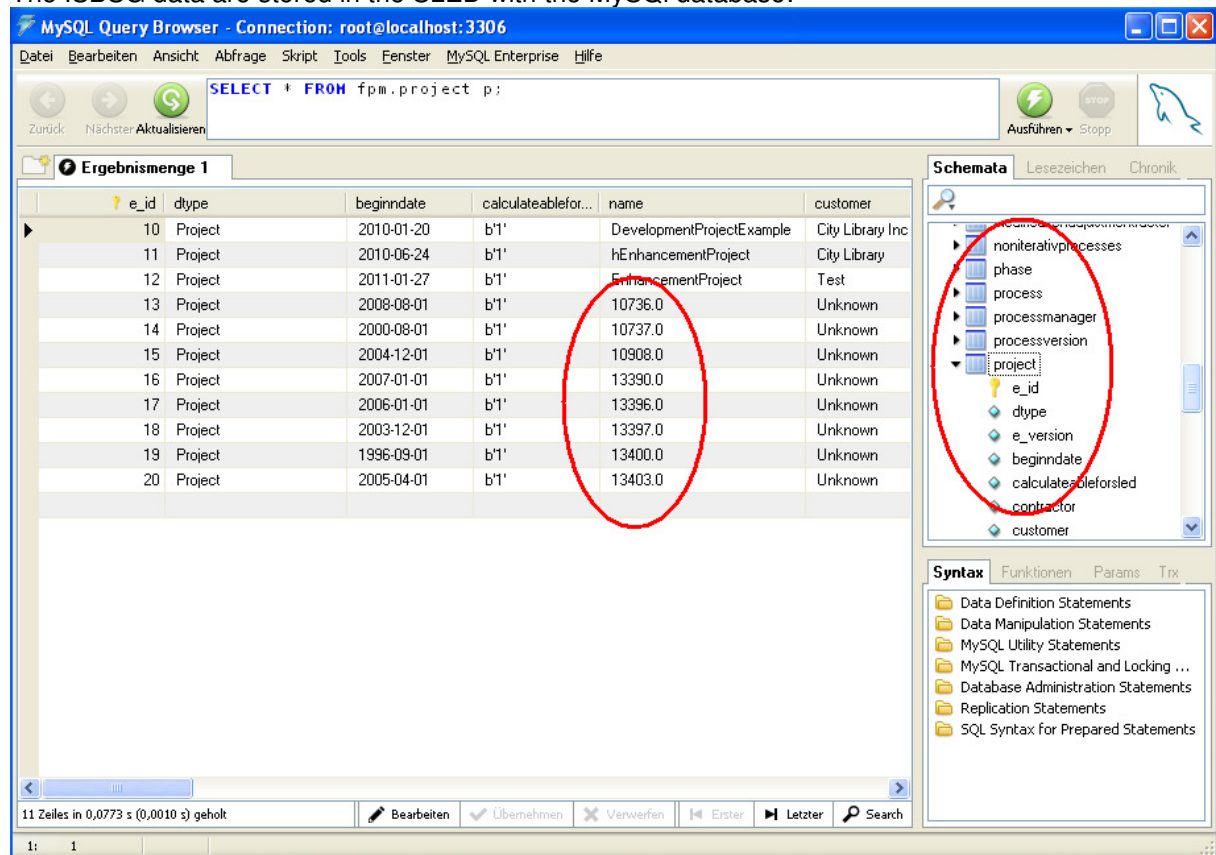 MySQL Query Browser - Connection: root@localhost:3306
Datei Bearbeiten Ansicht Abfrage Skript Tools Fenster MySQL Enterprise Hilfe
SELECT * FROM fpm.project p;
Zurück Nächster Aktualisieren Ausführen Stopp
Ergebnismenge 1
e_id dtype beginndate calculateablefor... name customer
10 Project 2010-01-20 b'1' DevelopmentProjectExample City Library Inc
11 Project 2010-06-24 b'1' hEnhancementProject City Library
12 Project 2011-01-27 b'1' EnhancementProject Test
13 Project 2008-08-01 b'1' 10736.0 Unknown
14 Project 2000-08-01 b'1' 10737.0 Unknown
15 Project 2004-12-01 b'1' 10908.0 Unknown
16 Project 2007-01-01 b'1' 13390.0 Unknown
17 Project 2006-01-01 b'1' 13396.0 Unknown
18 Project 2003-12-01 b'1' 13397.0 Unknown
19 Project 1996-09-01 b'1' 13400.0 Unknown
20 Project 2005-04-01 b'1' 13403.0 Unknown
Schemata Lesezeichen Chronik
noniterativprocesses
phase
process
processmanager
processversion
project
e_id
dtype
e_version
beginndate
calculateableforsled
contractor
customer
Syntax Funktionen Params Trx
Data Definition Statements
Data Manipulation Statements
MySQL Utility Statements
MySQL Transactional and Locking ...
Database Administration Statements
Replication Statements
SQL Syntax for Prepared Statements
11 Zeiles in 0,0773 s (0,0010 s) geholt Bearbeiten Übernehmen Verwerfen Erster Letzter Search
1: 1